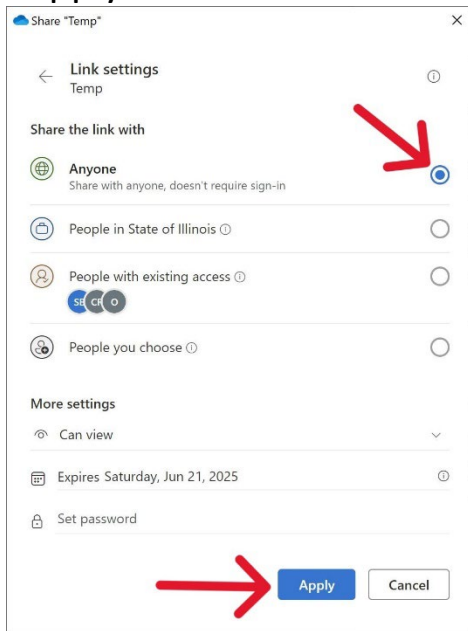 Share "Temp"
Link settings
Temp
Share the link with
Anyone
Share with anyone, doesn't require sign-in
People in State of Illinois
People with existing access
SE CF O
People you choose
More settings
Can view
Expires Saturday, Jun 21, 2025
Set password
Apply Cancel